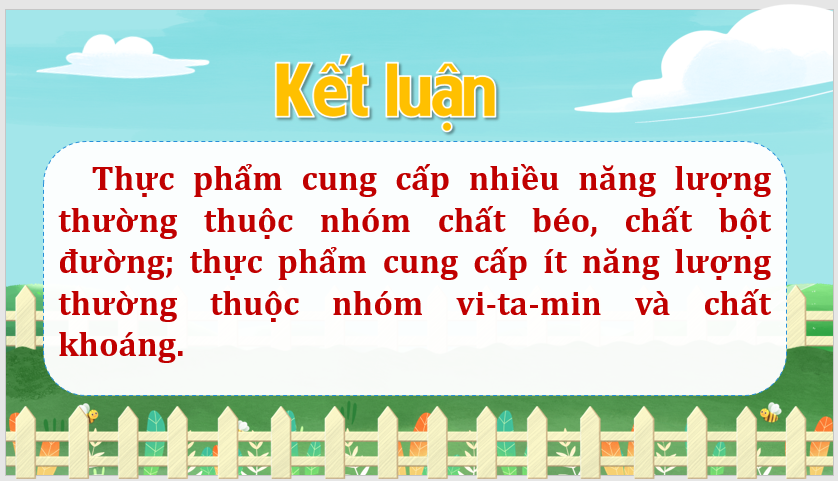 Kết luận
Thực phẩm cung cấp nhiều năng lượng
thường thuộc nhóm chất béo, chất bột
đường; thực phẩm cung cấp ít năng lượng
thường thuộc nhóm vi-ta-min và chất
khoáng.